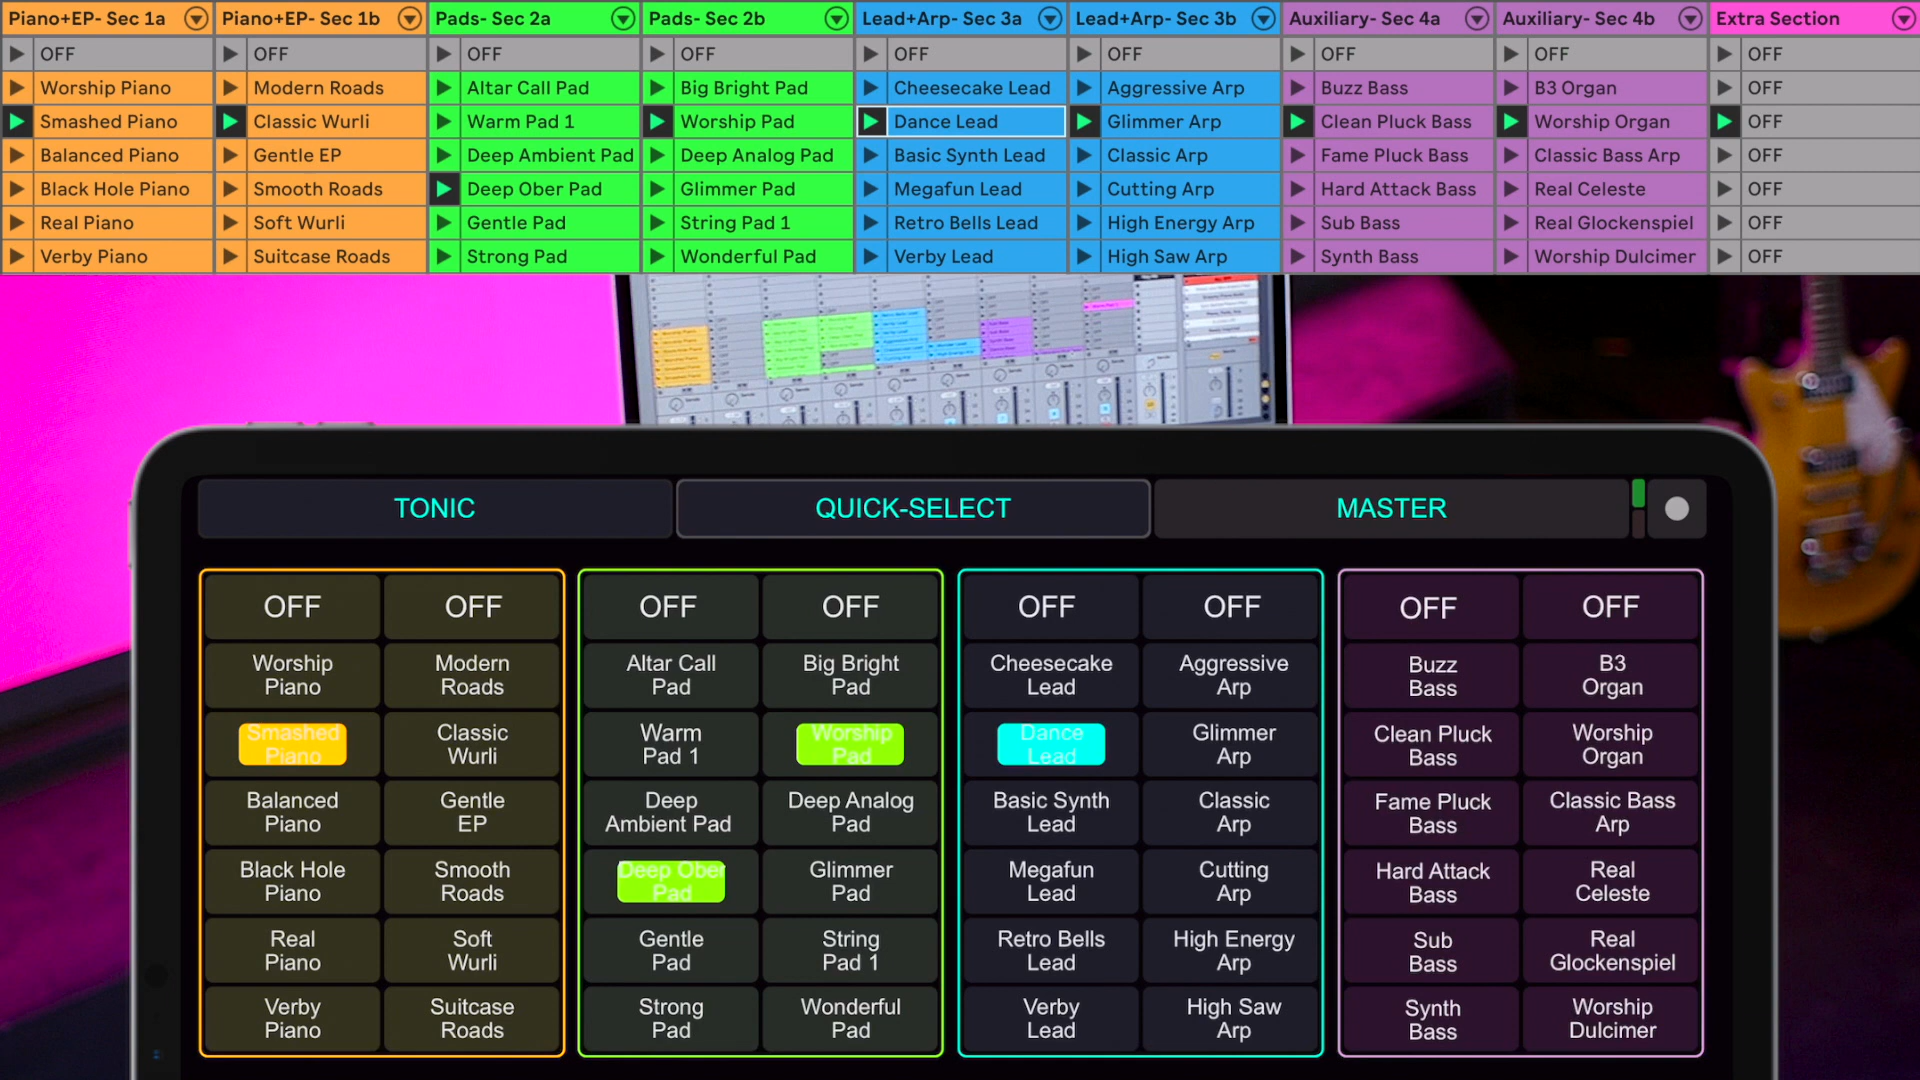 Piano+EP- Sec 1a Piano+EP- Sec 1b Pads- Sec 2a Pads- Sec 2b Lead+Arp- Sec 3a Lead+Arp- Sec 3b Auxiliary- Sec 4a Auxiliary- Sec 4b Extra Section
OFF OFF OFF OFF OFF OFF OFF OFF OFF
Worship Piano Modern Roads Altar Call Pad Big Bright Pad Cheesecake Lead Aggressive Arp Buzz Bass B3 Organ OFF
Smashed Piano Classic Wurli Warm Pad 1 Worship Pad Dance Lead Glimmer Arp Clean Pluck Bass Worship Organ OFF
Balanced Piano Gentle EP Deep Ambient Pad Deep Analog Pad Basic Synth Lead Classic Arp Fame Pluck Bass Classic Bass Arp OFF
Black Hole Piano Smooth Roads Deep Ober Pad Glimmer Pad Megafun Lead Cutting Arp Hard Attack Bass Real Celeste OFF
Real Piano Soft Wurli Gentle Pad String Pad 1 Retro Bells Lead High Energy Arp Sub Bass Real Glockenspiel OFF
Verby Piano Suitcase Roads Strong Pad Wonderful Pad Verby Lead High Saw Arp Synth Bass Worship Dulcimer OFF
TONIC QUICK-SELECT MASTER
OFF OFF OFF OFF OFF OFF OFF OFF
Worship Modern Altar Call Big Bright Cheesecake Aggressive Buzz B3
Piano Roads Pad Pad Lead Arp Bass Organ
Smashed Classic Warm Worship Dance Glimmer Clean Pluck Worship
Piano Wurli Pad 1 Pad Lead Arp Bass Organ
Balanced Gentle Deep Deep Analog Basic Synth Classic Fame Pluck Classic Bass
Piano EP Ambient Pad Pad Lead Arp Bass Arp
Black Hole Smooth Deep Ober Glimmer Megafun Cutting Hard Attack Real
Piano Roads Pad Pad Lead Arp Bass Celeste
Real Soft Gentle String Retro Bells High Energy Sub Real
Piano Wurli Pad Pad 1 Lead Arp Bass Glockenspiel
Verby Suitcase Strong Wonderful Verby High Saw Synth Worship
Piano Roads Pad Pad Lead Arp Bass Dulcimer